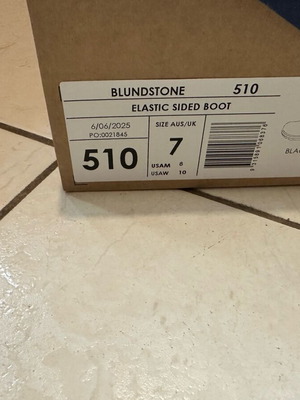 BLUNDSTONE 510
ELASTIC SIDED BOOT
6/06/2025
PO:0021845
510
SIZE AUS/UK
7
USAM 8
USAW 10